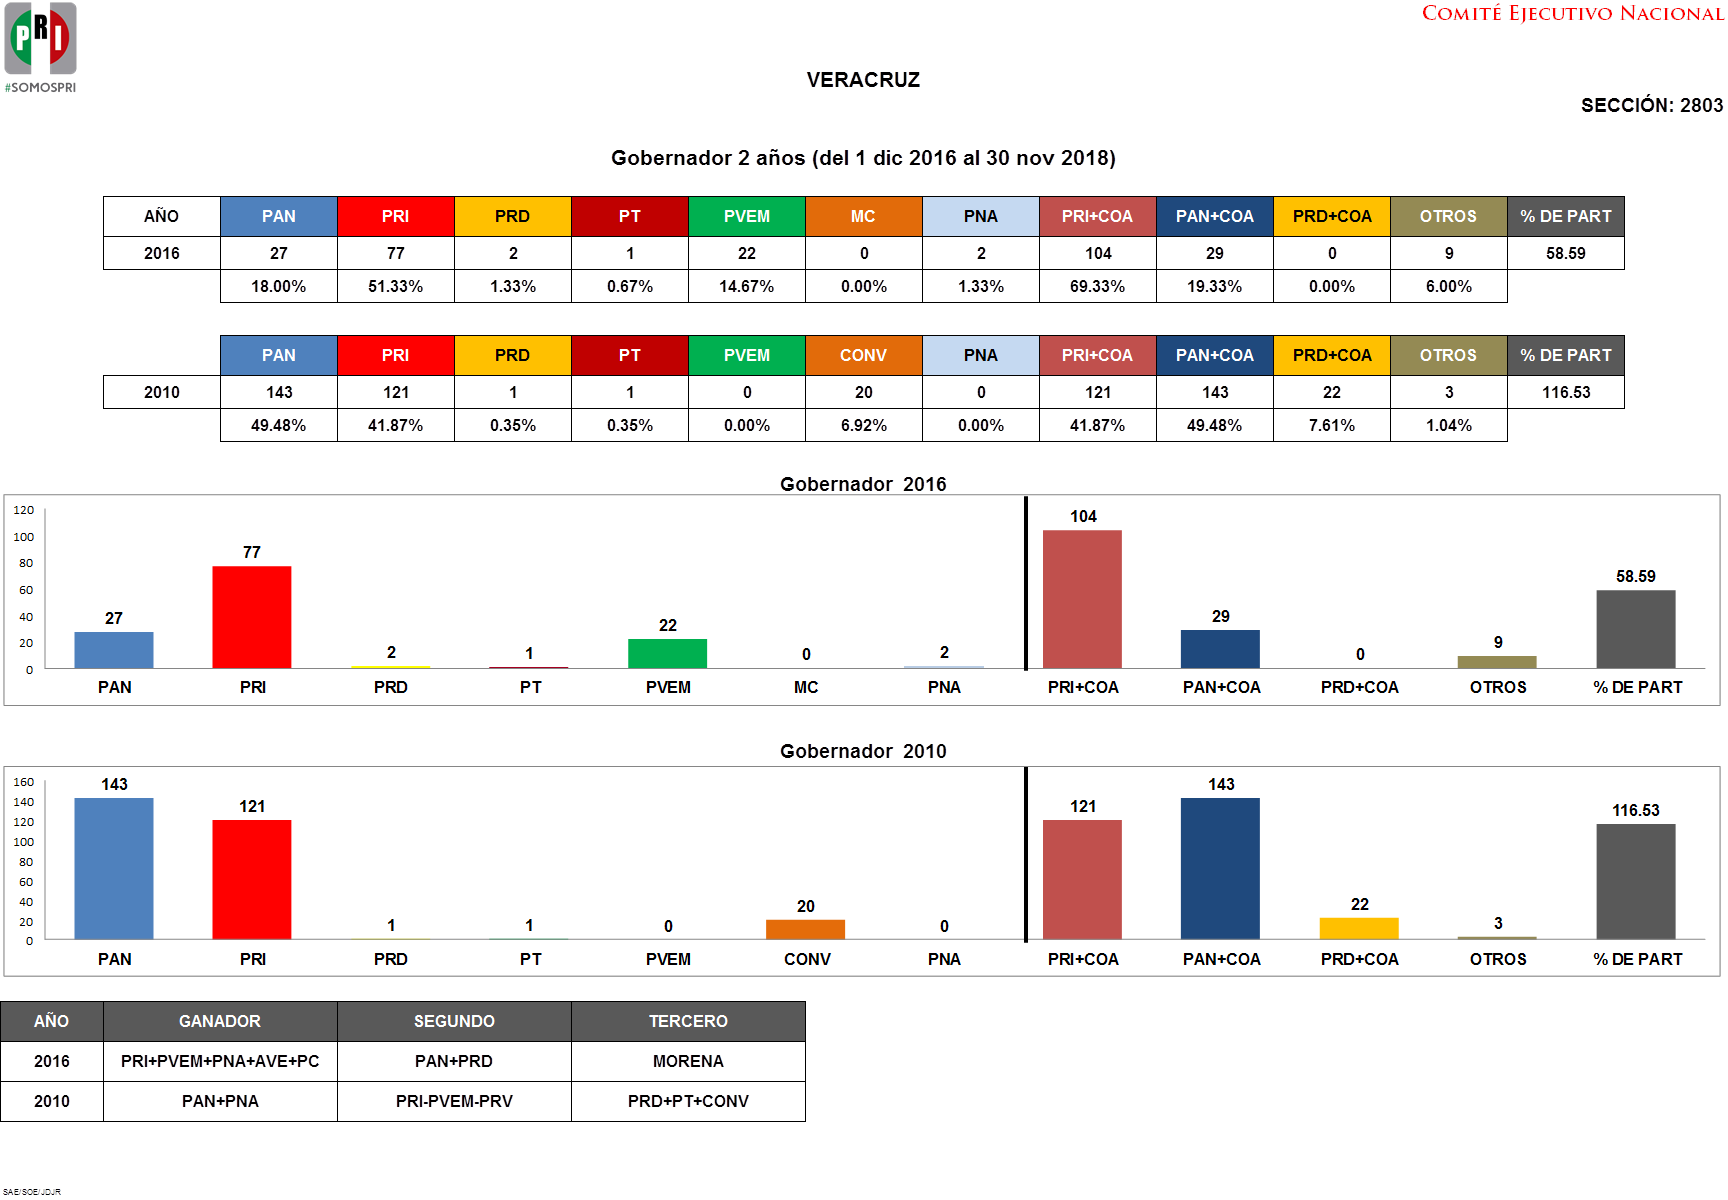 PRI
#SOMOSPRI
COMITÉ EJECUTIVO NACIONAL
VERACRUZ
SECCIÓN: 2803
Gobernador 2 años (del 1 dic 2016 al 30 nov 2018)
AÑO PAN PRI PRD PT PVEM MC PNA PRI+COA PAN+COA PRD+COA OTROS % DE PART
2016 27 77 2 1 22 0 2 104 29 0 9 58.59
18.00% 51.33% 1.33% 0.67% 14.67% 0.00% 1.33% 69.33% 19.33% 0.00% 6.00%
PAN PRI PRD PT PVEM CONV PNA PRI+COA PAN+COA PRD+COA OTROS % DE PART
2010 143 121 1 1 0 20 0 121 143 22 3 116.53
49.48% 41.87% 0.35% 0.35% 0.00% 6.92% 0.00% 41.87% 49.48% 7.61% 1.04%
Gobernador 2016
120
100
80
60
40
20
0
27 77 2 1 22 0 2 104 29 0 9 58.59
PAN PRI PRD PT PVEM MC PNA PRI+COA PAN+COA PRD+COA OTROS % DE PART
Gobernador 2010
160
140
120
100
80
60
40
20
0
143 121 1 1 0 20 0 121 143 22 3 116.53
PAN PRI PRD PT PVEM CONV PNA PRI+COA PAN+COA PRD+COA OTROS % DE PART
AÑO GANADOR SEGUNDO TERCERO
2016 PRI+PVEM+PNA+AVE+PC PAN+PRD MORENA
2010 PAN+PNA PRI-PVEM-PRV PRD+PT+CONV
SAE/SOE/JDJR